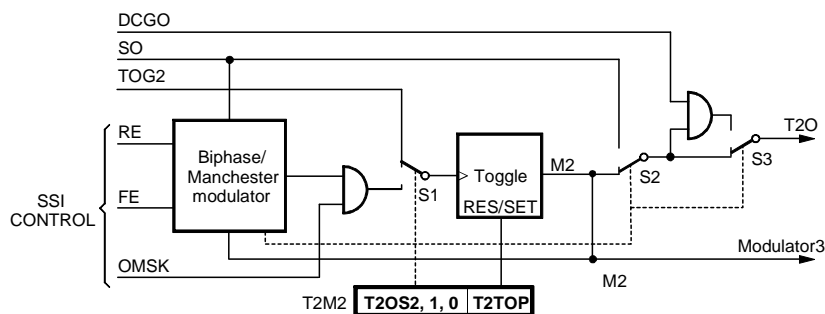 DCGO
SO
TOG2
RE
T2O
Biphase/
Manchester
modulator
Toggle
M2
S2
S3
SSI
CONTROL
FE
S1
RES/SET
OMSK
Modulator3
M2
T2M2
T2OS2, 1, 0
T2TOP